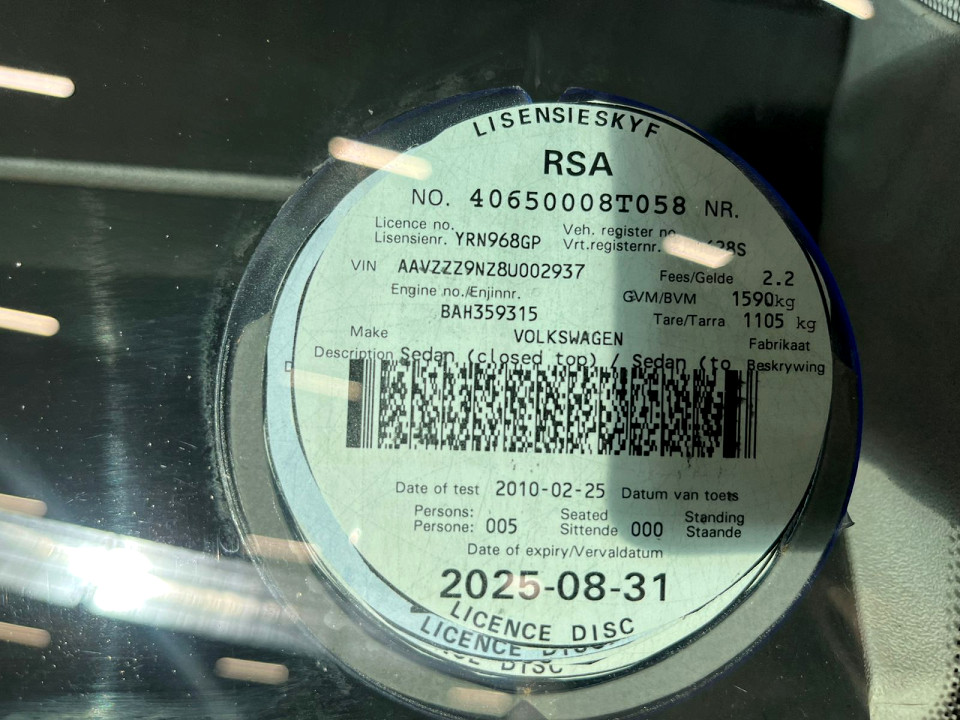 LISENSIESKYF
RSA
NO. 40650008T058 NR.
Licence no. Veh. register no.
Lisensienr. YRN968GP Vrt.registernr.
VIN AAVZZZ9NZ8U002937 Fees/Gelde 2.2
Engine no./Enjinnr. GVM/BVM 1590kg
BAH359315 Tare/Tarra 1105 kg
Make VOLKSWAGEN Fabrikaat
Description Sedan (closed top) / Sedan (to Beskrywing
Date of test 2010-02-25 Datum van toets
Persons: Seated Standing
Persone: 005 Sittende 000 Staande
Date of expiry/Vervaldatum
2025-08-31
LICENCE DISC
LICENCE DISC
DISC